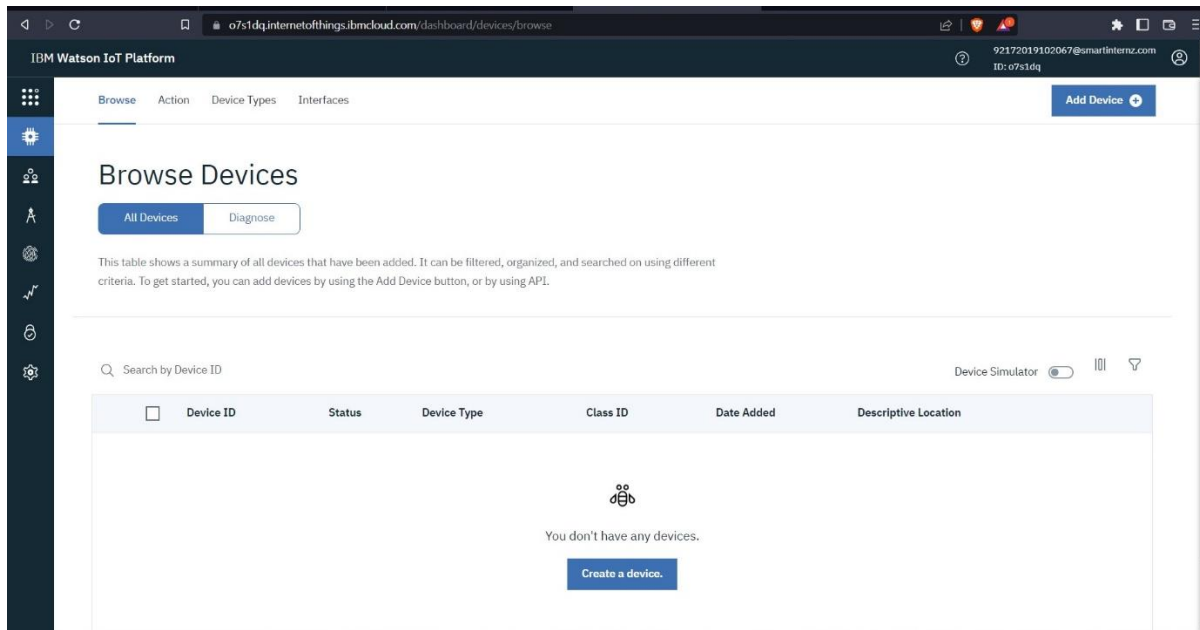 o7s1dq.internetofthings.ibmcloud.com/dashboard/devices/browse
IBM Watson IoT Platform
92172019102067@smartinternz.com
ID: o7s1dq
Browse Action Device Types Interfaces
Add Device
Browse Devices
All Devices Diagnose
This table shows a summary of all devices that have been added. It can be filtered, organized, and searched on using different
criteria. To get started, you can add devices by using the Add Device button, or by using API.
Search by Device ID
Device Simulator
Device ID Status Device Type Class ID Date Added Descriptive Location
You don't have any devices.
Create a device.